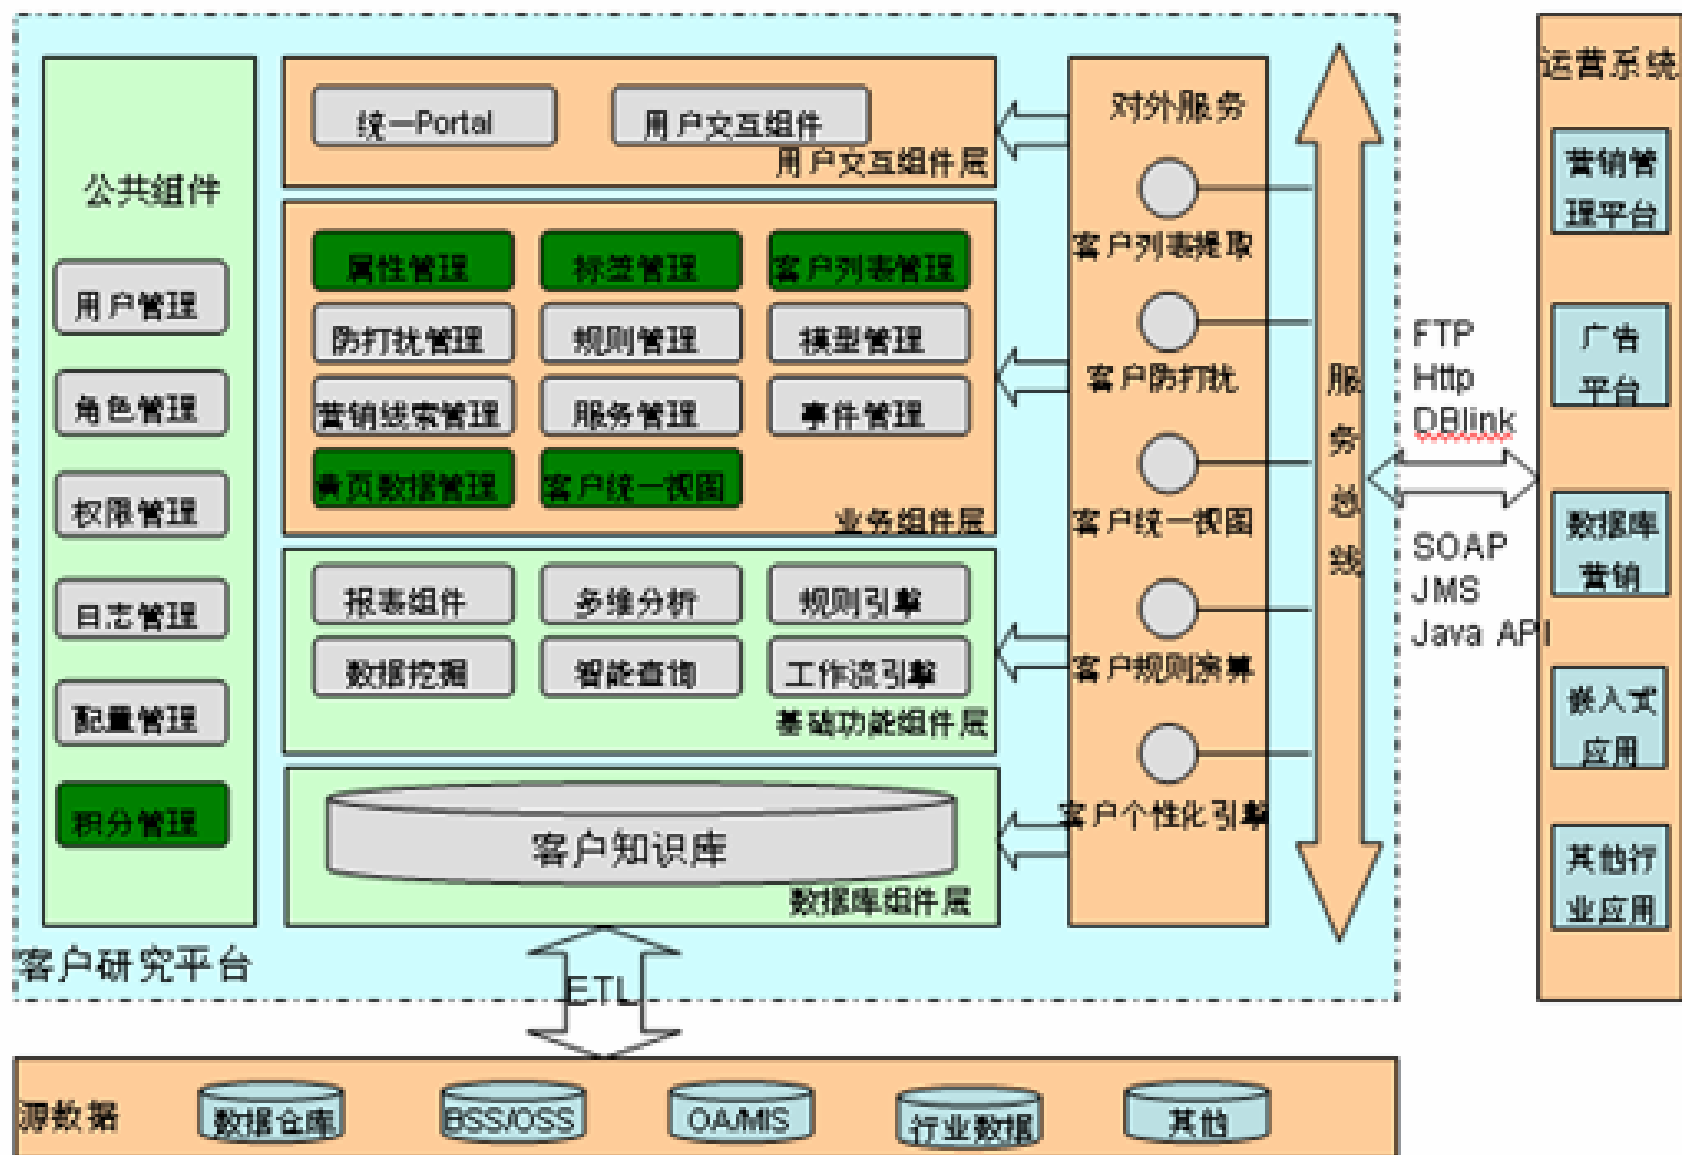 公共组件
用户管理
角色管理
权限管理
日志管理
配量管理
积分管理
客户研究平台
统一Portal
用户交互组件
用户交互组件层
属性管理
标签管理
客户列表管理
防打扰管理
规则管理
模型管理
营销线索管理
服务管理
事件管理
黄页数据管理
客户统一视图
业务组件层
报表组件
多维分析
规则引擎
数据挖掘
智能查询
工作流引擎
基础功能组件层
客户知识库
数据库组件层
对外服务
客户列表提取
客户防打扰
客户统一视图
客户规则演算
客户个性化引擎
服
务
总
线
FTP
Http
DBlink
SOAP
JMS
Java API
运营系统
营销管
理平台
广告
平台
数据库
营销
嵌入式
应用
其他行
业应用
ETL
源数据
数据仓库
BSS/OSS
OA/MIS
行业数据
其他